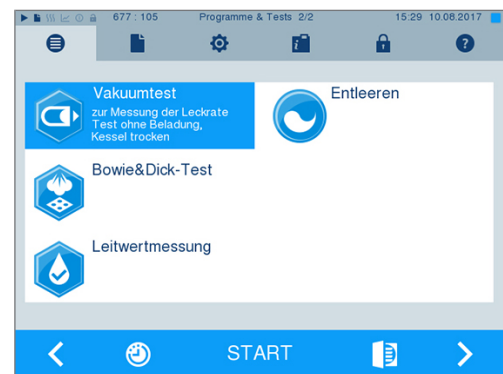 677 : 105 Programme & Tests 2/2 15:29 10.08.2017
Vakuumtest
zur Messung der Leckrate
Test ohne Beladung,
Kessel trocken
Entleeren
Bowie&Dick-Test
Leitwertmessung
START